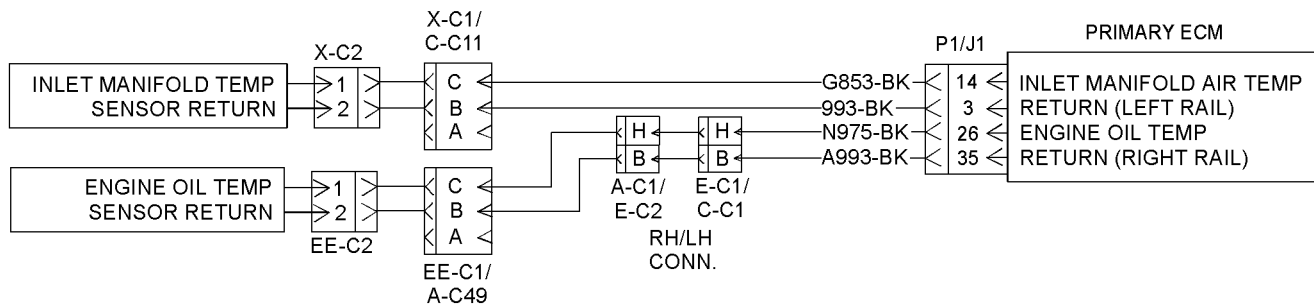 X-C1/
C-C11
X-C2
P1/J1
PRIMARY ECM
INLET MANIFOLD TEMP
SENSOR RETURN
1
2
C
B
A
G853-BK
993-BK
N975-BK
A993-BK
14
3
26
35
INLET MANIFOLD AIR TEMP
RETURN (LEFT RAIL)
ENGINE OIL TEMP
RETURN (RIGHT RAIL)
H
B
H
B
A-C1/
E-C2
E-C1/
C-C1
RH/LH
CONN.
ENGINE OIL TEMP
SENSOR RETURN
1
2
EE-C2
C
B
A
EE-C1/
A-C49